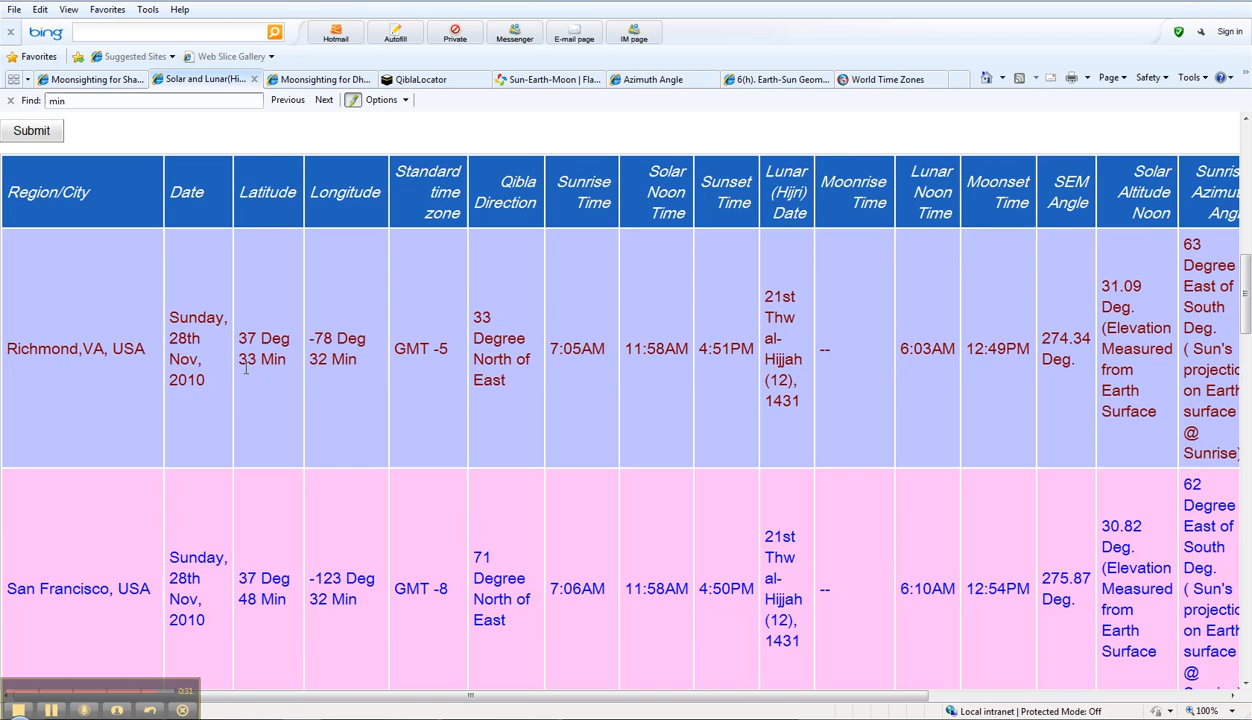 File Edit View Favorites Tools Help
bing Hotmail Autofill Private Messenger E-mail page IM page Sign in
Favorites Suggested Sites Web Slice Gallery
Moonsighting for Sha... Solar and Lunar(Hi... Moonsighting for Dh... QiblaLocator Sun-Earth-Moon | Fla... Azimuth Angle 6(h). Earth-Sun Geom... World Time Zones Page Safety Tools
Find: min Previous Next Options
Submit
Region/City
Date
Latitude
Longitude
Standard
time
zone
Qibla
Direction
Sunrise
Time
Solar
Noon
Time
Sunset
Time
Lunar
(Hijri)
Date
Moonrise
Time
Lunar
Noon
Time
Moonset
Time
SEM
Angle
Solar
Altitude
Noon
Sunris
Azimu
Angl
Richmond,VA, USA
Sunday,
28th
Nov,
2010
37 Deg
33 Min
-78 Deg
32 Min
GMT -5
33
Degree
North of
East
7:05AM
11:58AM
4:51PM
21st
Thw
al-
Hijjah
(12),
1431
--
6:03AM
12:49PM
274.34
Deg.
31.09
Deg.
(Elevation
Measured
from
Earth
Surface
63
Degree
East of
South
Deg.
( Sun's
projectio
on Earth
surface
@
Sunrise)
San Francisco, USA
Sunday,
28th
Nov,
2010
37 Deg
48 Min
-123 Deg
32 Min
GMT -8
71
Degree
North of
East
7:06AM
11:58AM
4:50PM
21st
Thw
al-
Hijjah
(12),
1431
--
6:10AM
12:54PM
275.87
Deg.
30.82
Deg.
(Elevation
Measured
from
Earth
Surface
62
Degree
East of
South
Deg.
( Sun's
projectio
on Earth
surface
@
0:31
Local intranet | Protected Mode: Off 100%